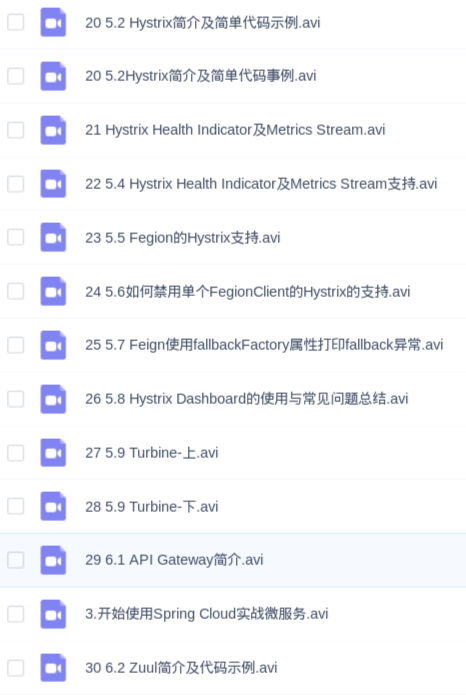 20 5.2 Hystrix简介及简单代码示例.avi
20 5.2Hystrix简介及简单代码事例.avi
21 Hystrix Health Indicator及Metrics Stream.avi
22 5.4 Hystrix Health Indicator及Metrics Stream支持.avi
23 5.5 Fegion的Hystrix支持.avi
24 5.6如何禁用单个FegionClient的Hystrix的支持.avi
25 5.7 Feign使用fallbackFactory属性打印fallback异常.avi
26 5.8 Hystrix Dashboard的使用与常见问题总结.avi
27 5.9 Turbine-上.avi
28 5.9 Turbine-下.avi
29 6.1 API Gateway简介.avi
3.开始使用Spring Cloud实战微服务.avi
30 6.2 Zuul简介及代码示例.avi